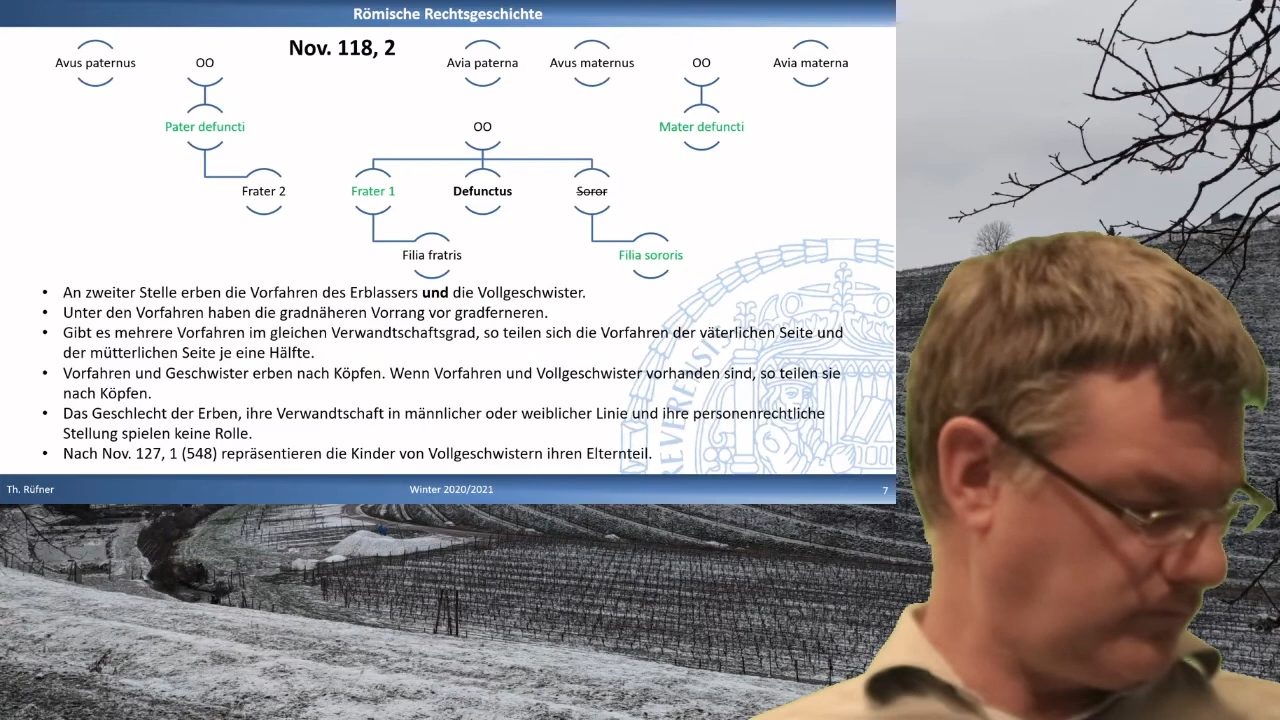 Römische Rechtsgeschichte
Nov. 118, 2
Avus paternus OO Avia paterna Avus maternus OO Avia materna
Pater defuncti OO Mater defuncti
Frater 2 Frater 1 Defunctus Soror
Filia fratris Filia sororis
• An zweiter Stelle erben die Vorfahren des Erblassers und die Vollgeschwister.
• Unter den Vorfahren haben die gradnäheren Vorrang vor gradferneren.
• Gibt es mehrere Vorfahren im gleichen Verwandtschaftsgrad, so teilen sich die Vorfahren der väterlichen Seite und
der mütterlichen Seite je eine Hälfte.
• Vorfahren und Geschwister erben nach Köpfen. Wenn Vorfahren und Vollgeschwister vorhanden sind, so teilen sie
nach Köpfen.
• Das Geschlecht der Erben, ihre Verwandtschaft in männlicher oder weiblicher Linie und ihre personenrechtliche
Stellung spielen keine Rolle.
• Nach Nov. 127, 1 (548) repräsentieren die Kinder von Vollgeschwistern ihren Elternteil.
Th. Rüfner Winter 2020/2021 7